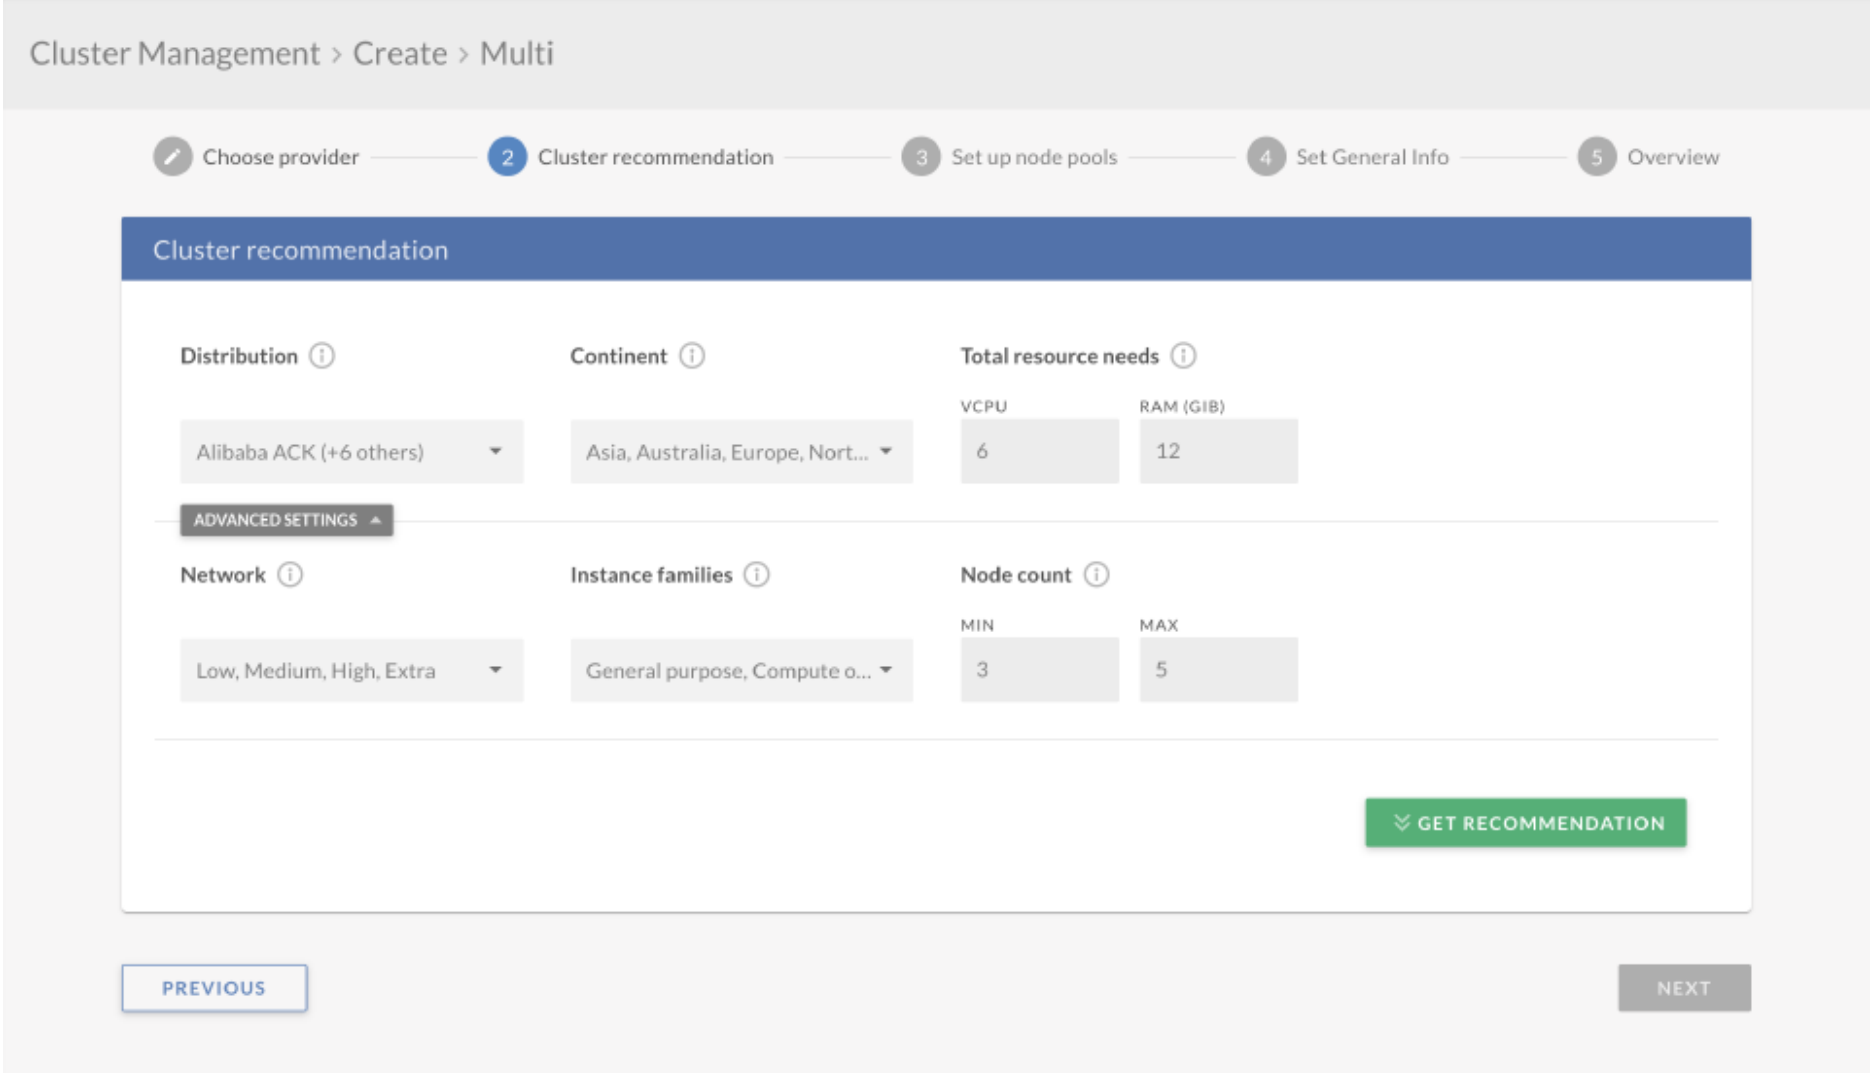 Cluster Management > Create > Multi
Choose provider 2 Cluster recommendation 3 Set up node pools 4 Set General Info 5 Overview
Cluster recommendation
Distribution Continent Total resource needs
VCPU RAM (GIB)
Alibaba ACK (+6 others) Asia, Australia, Europe, Nort... 6 12
ADVANCED SETTINGS
Network Instance families Node count
MIN MAX
Low, Medium, High, Extra General purpose, Compute o... 3 5
GET RECOMMENDATION
PREVIOUS NEXT